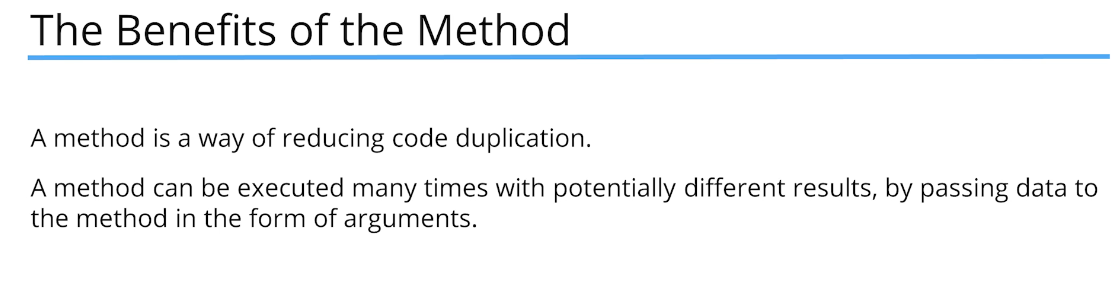 The Benefits of the Method
A method is a way of reducing code duplication.
A method can be executed many times with potentially different results, by passing data to
the method in the form of arguments.